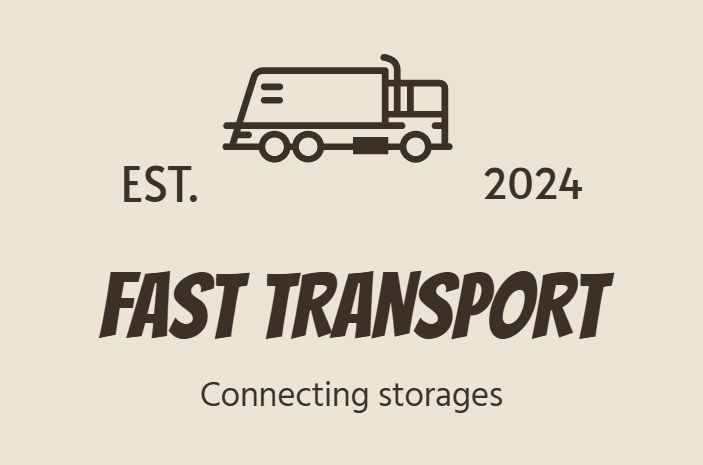 EST. 2024
FAST TRANSPORT
Connecting storages